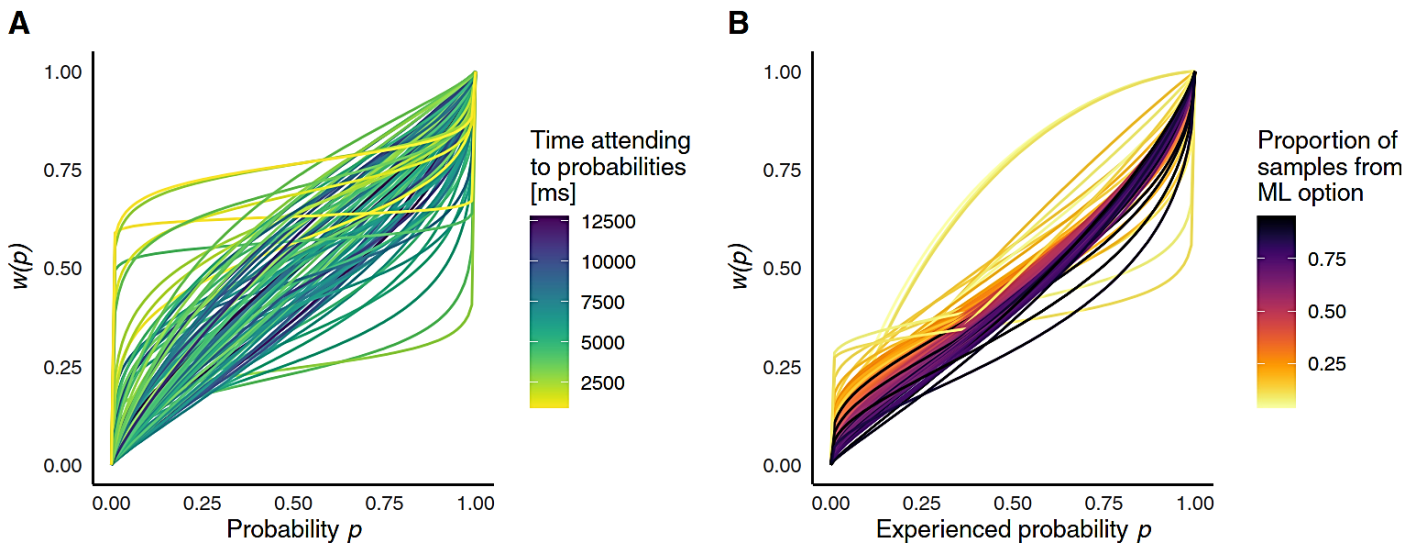 A
1.00
0.75
0.50
0.25
0.00
w(p)
0.00 0.25 0.50 0.75 1.00
Probability p
Time attending
to probabilities
[ms]
12500
10000
7500
5000
2500
B
1.00
0.75
0.50
0.25
0.00
w(p)
0.00 0.25 0.50 0.75 1.00
Experienced probability p
Proportion of
samples from
ML option
0.75
0.50
0.25